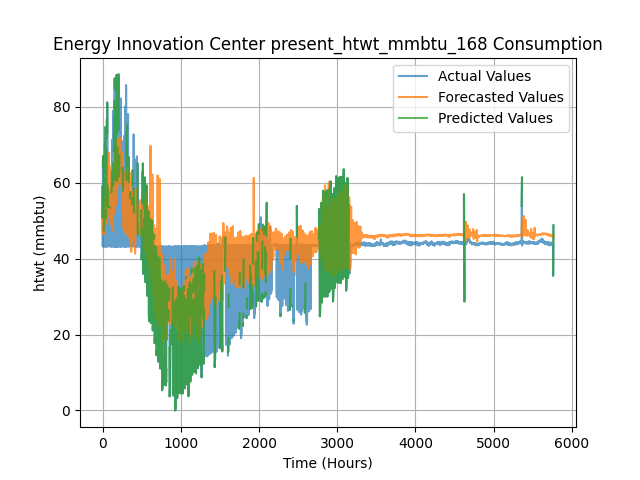 Energy Innovation Center present_htwt_mmbtu_168 Consumption
Actual Values
Forecasted Values
Predicted Values
htwt (mmbtu)
80
60
40
20
0
0 1000 2000 3000 4000 5000 6000
Time (Hours)